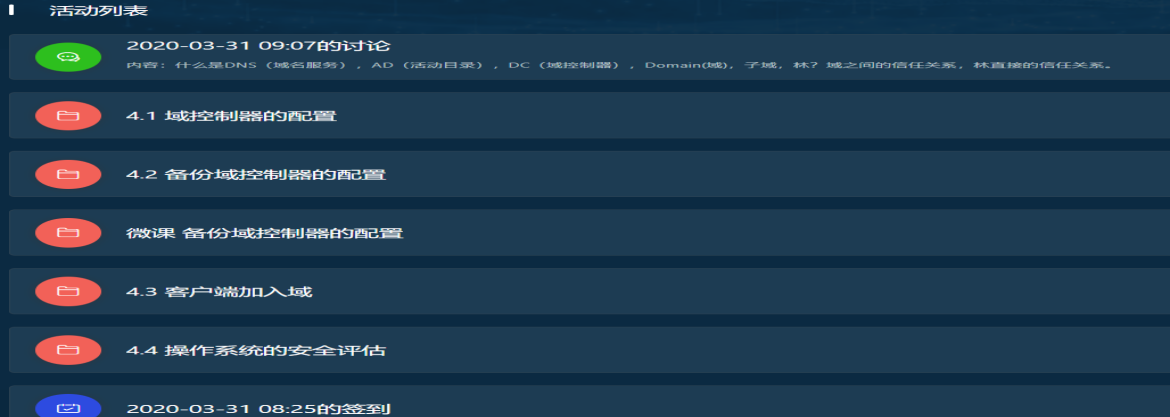 活动列表
2020-03-31 09:07的讨论
内容：什么是DNS（域名服务），AD（活动目录），DC（域控制器），Domain(域)，子域，林？域之间的信任关系，林直接的信任关系。
4.1 域控制器的配置
4.2 备份域控制器的配置
微课 备份域控制器的配置
4.3 客户端加入域
4.4 操作系统的安全评估
2020-03-31 08:25的签到